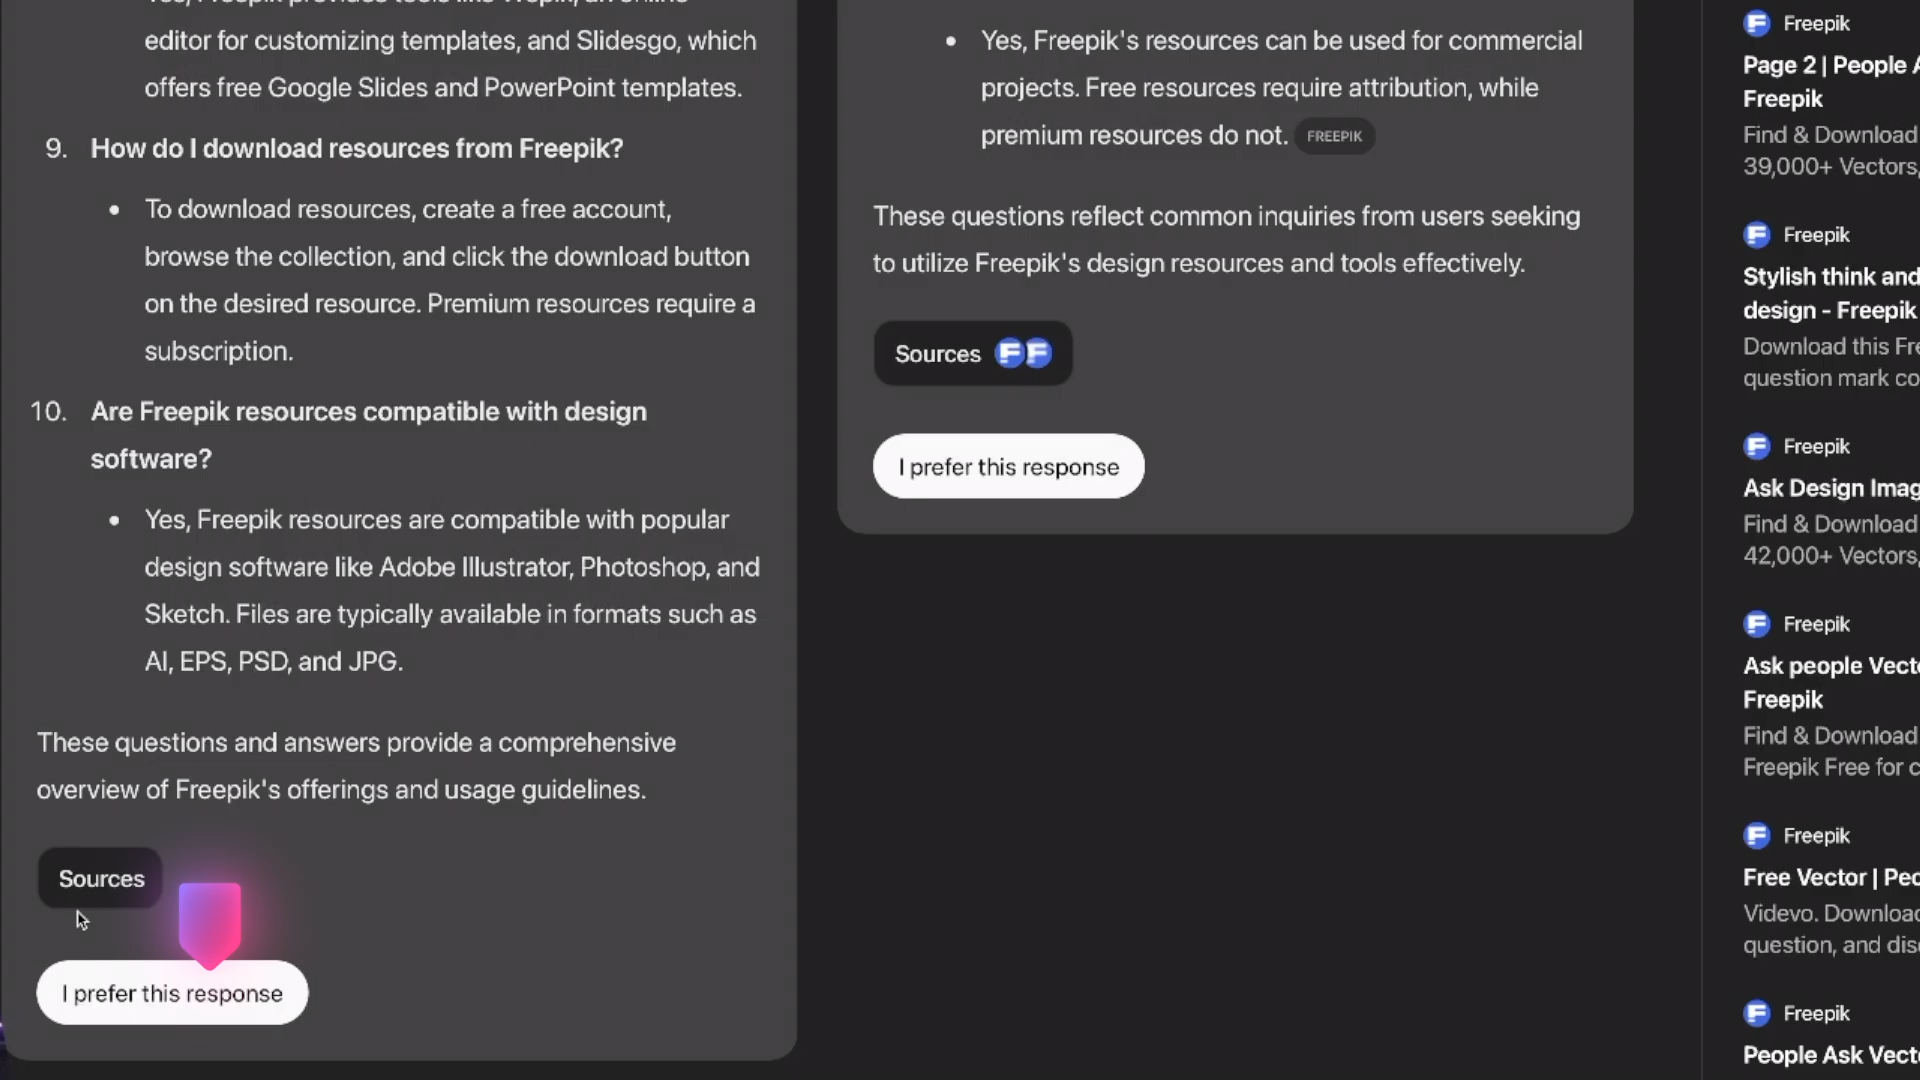 editor for customizing templates, and Slidesgo, which
offers free Google Slides and PowerPoint templates.
9. How do I download resources from Freepik?
• To download resources, create a free account,
browse the collection, and click the download button
on the desired resource. Premium resources require a
subscription.
10. Are Freepik resources compatible with design
software?
• Yes, Freepik resources are compatible with popular
design software like Adobe Illustrator, Photoshop, and
Sketch. Files are typically available in formats such as
AI, EPS, PSD, and JPG.
These questions and answers provide a comprehensive
overview of Freepik's offerings and usage guidelines.
Sources
I prefer this response
• Yes, Freepik's resources can be used for commercial
projects. Free resources require attribution, while
premium resources do not. FREEPIK
These questions reflect common inquiries from users seeking
to utilize Freepik's design resources and tools effectively.
Sources
I prefer this response
Freepik
Page 2 | People
Freepik
Find & Download
39,000+ Vectors,
Freepik
Stylish think and
design - Freepik
Download this
question mark
Freepik
Ask Design
Find & Download
42,000+ Vectors,
Freepik
Ask people
Freepik
Find & Download
Freepik Free for
Freepik
Free Vector |
Videvo.
question, and
Freepik
People Ask